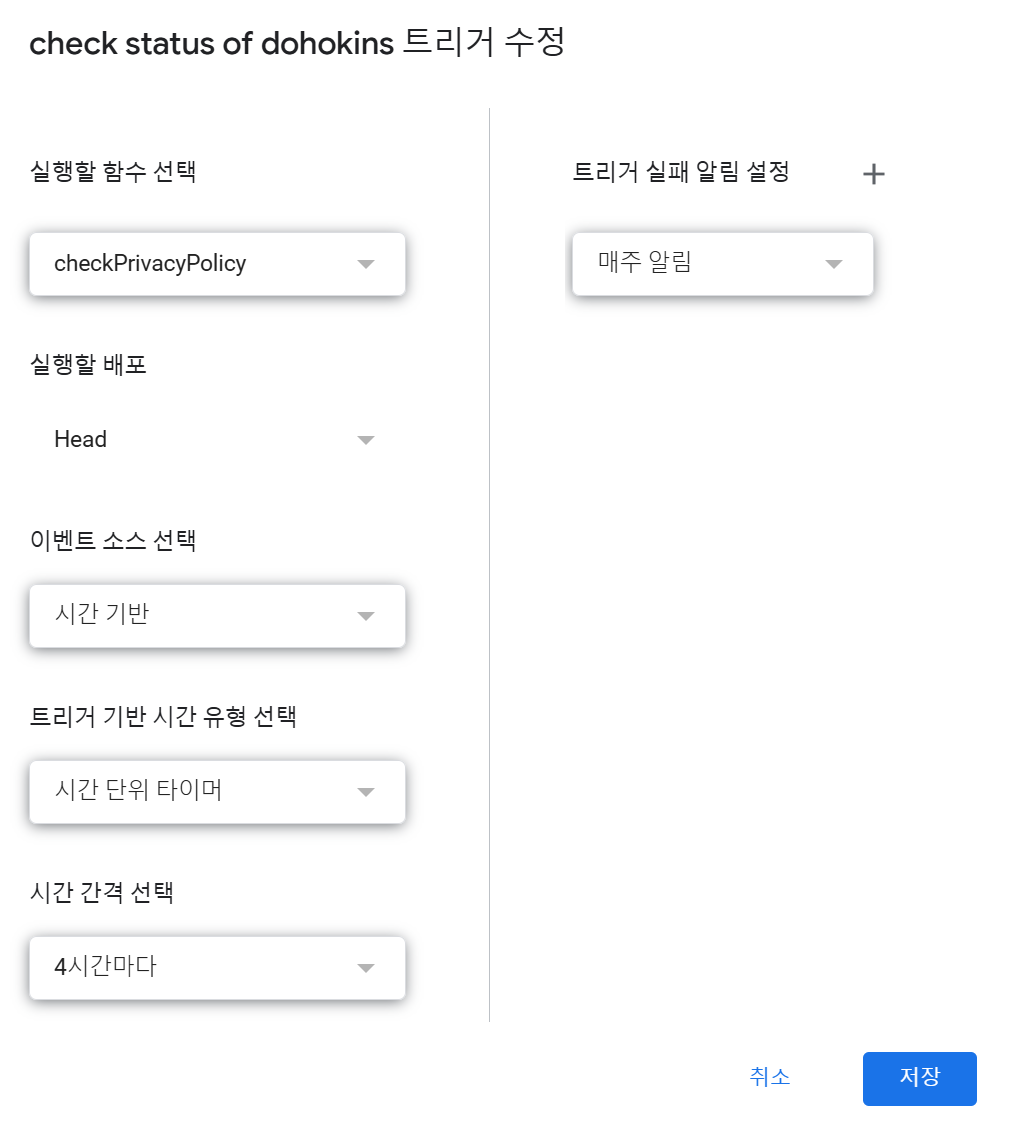 check status of dohokins 트리거 수정
실행할 함수 선택
checkPrivacyPolicy
실행할 배포
Head
이벤트 소스 선택
시간 기반
트리거 기반 시간 유형 선택
시간 단위 타이머
시간 간격 선택
4시간마다
트리거 실패 알림 설정 +
매주 알림
취소 저장